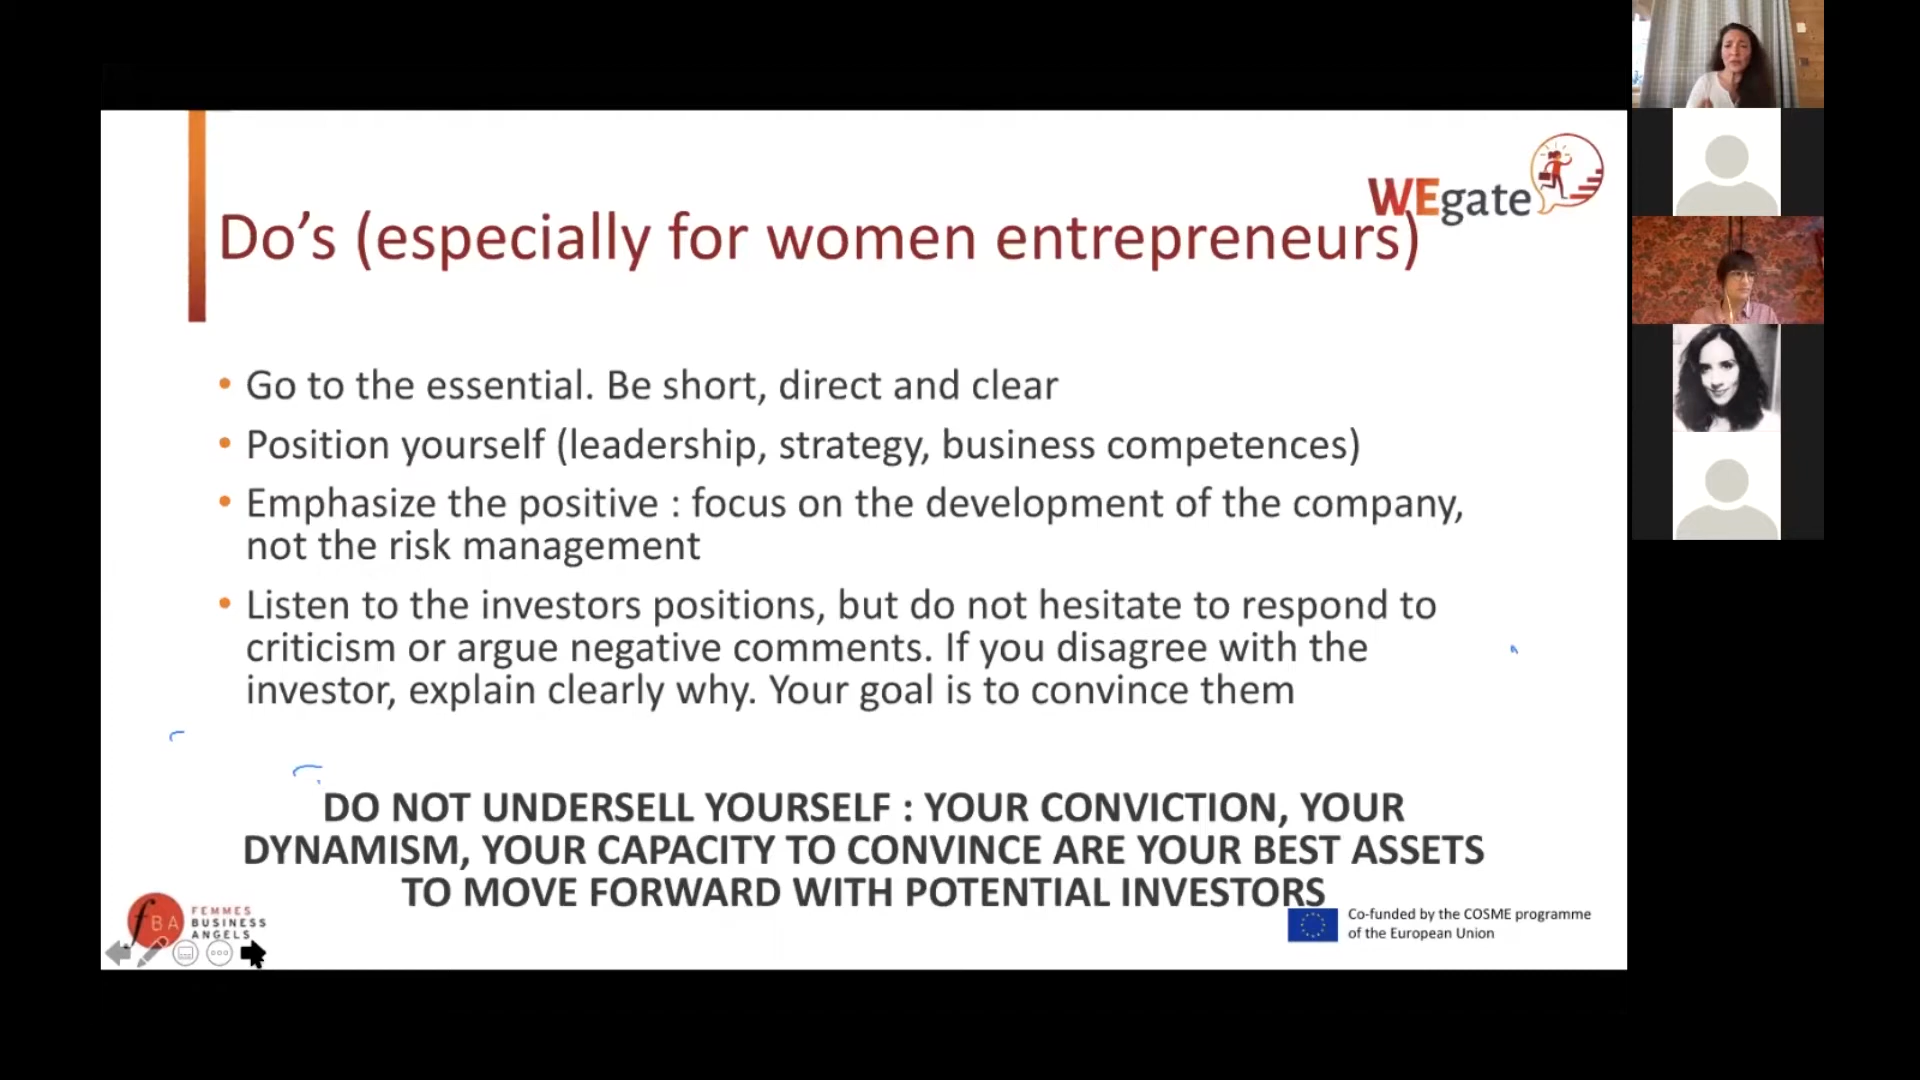 WEgate
Do’s (especially for women entrepreneurs)
• Go to the essential. Be short, direct and clear
• Position yourself (leadership, strategy, business competences)
• Emphasize the positive : focus on the development of the company,
not the risk management
• Listen to the investors positions, but do not hesitate to respond to
criticism or argue negative comments. If you disagree with the
investor, explain clearly why. Your goal is to convince them
DO NOT UNDERSELL YOURSELF : YOUR CONVICTION, YOUR
DYNAMISM, YOUR CAPACITY TO CONVINCE ARE YOUR BEST ASSETS
TO MOVE FORWARD WITH POTENTIAL INVESTORS
fBA
FEMMES
BUSINESS
ANGELS
Co-funded by the COSME programme
of the European Union